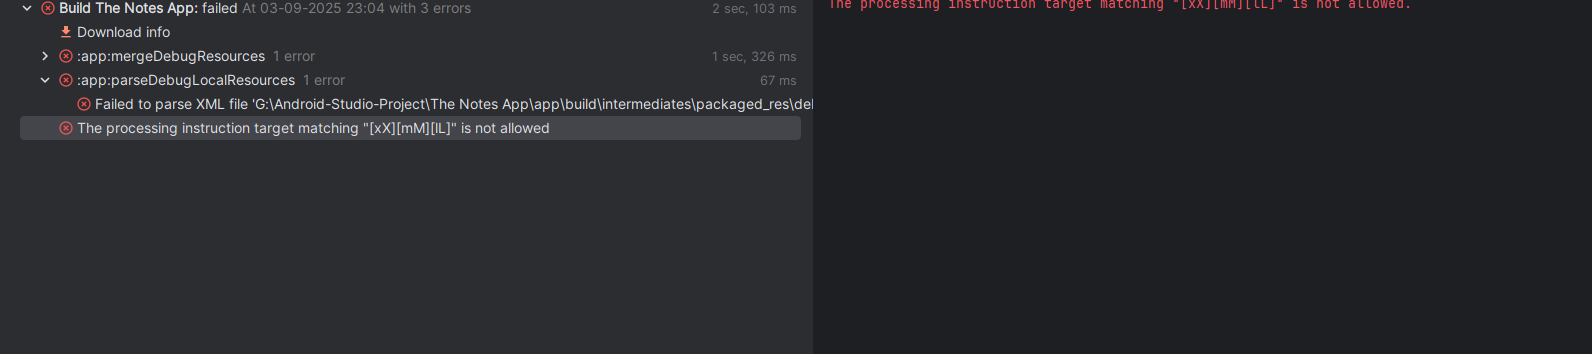 Build The Notes App: failed At 03-09-2025 23:04 with 3 errors 2 sec, 103 ms
Download info
:app:mergeDebugResources 1 error 1 sec, 326 ms
:app:parseDebugLocalResources 1 error 67 ms
Failed to parse XML file 'G:\Android-Studio-Project\The Notes App\app\build\intermediates\packaged_res\de
The processing instruction target matching "[xX][mM][lL]" is not allowed
The processing instruction target matching "[xX][mM][lL]" is not allowed.